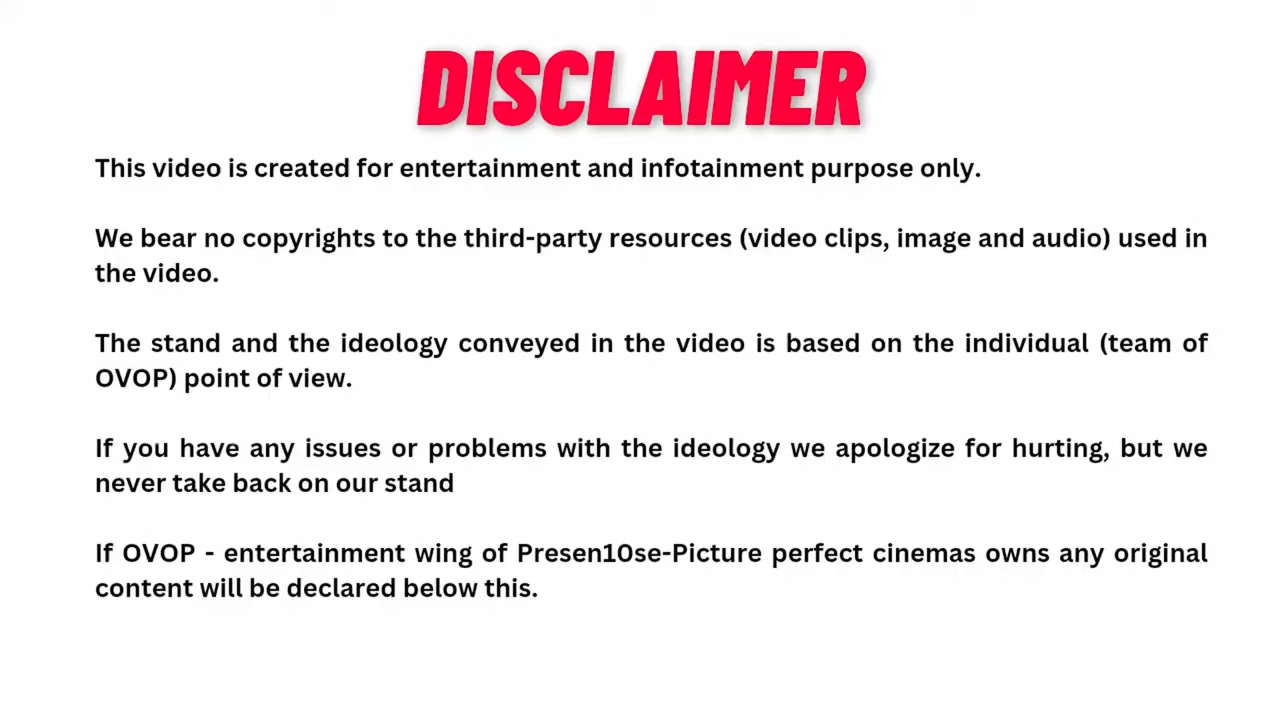 DISCLAIMER
This video is created for entertainment and infotainment purpose only.
We bear no copyrights to the third-party resources (video clips, image and audio) used in
the video.
The stand and the ideology conveyed in the video is based on the individual (team of
OVOP) point of view.
If you have any issues or problems with the ideology we apologize for hurting, but we
never take back on our stand
If OVOP - entertainment wing of Presen10se-Picture perfect cinemas owns any original
content will be declared below this.